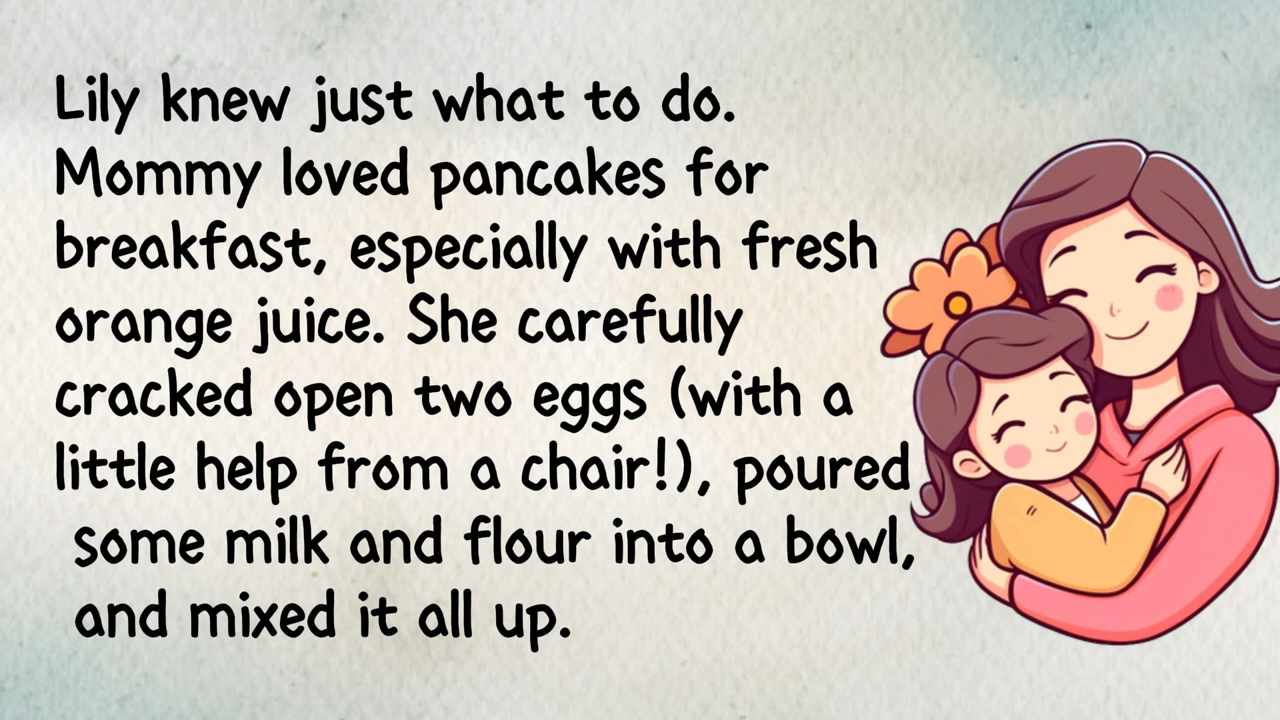 Lily knew just what to do.
Mommy loved pancakes for
breakfast, especially with fresh
orange juice. She carefully
cracked open two eggs (with a
little help from a chair!), poured
some milk and flour into a bowl,
and mixed it all up.